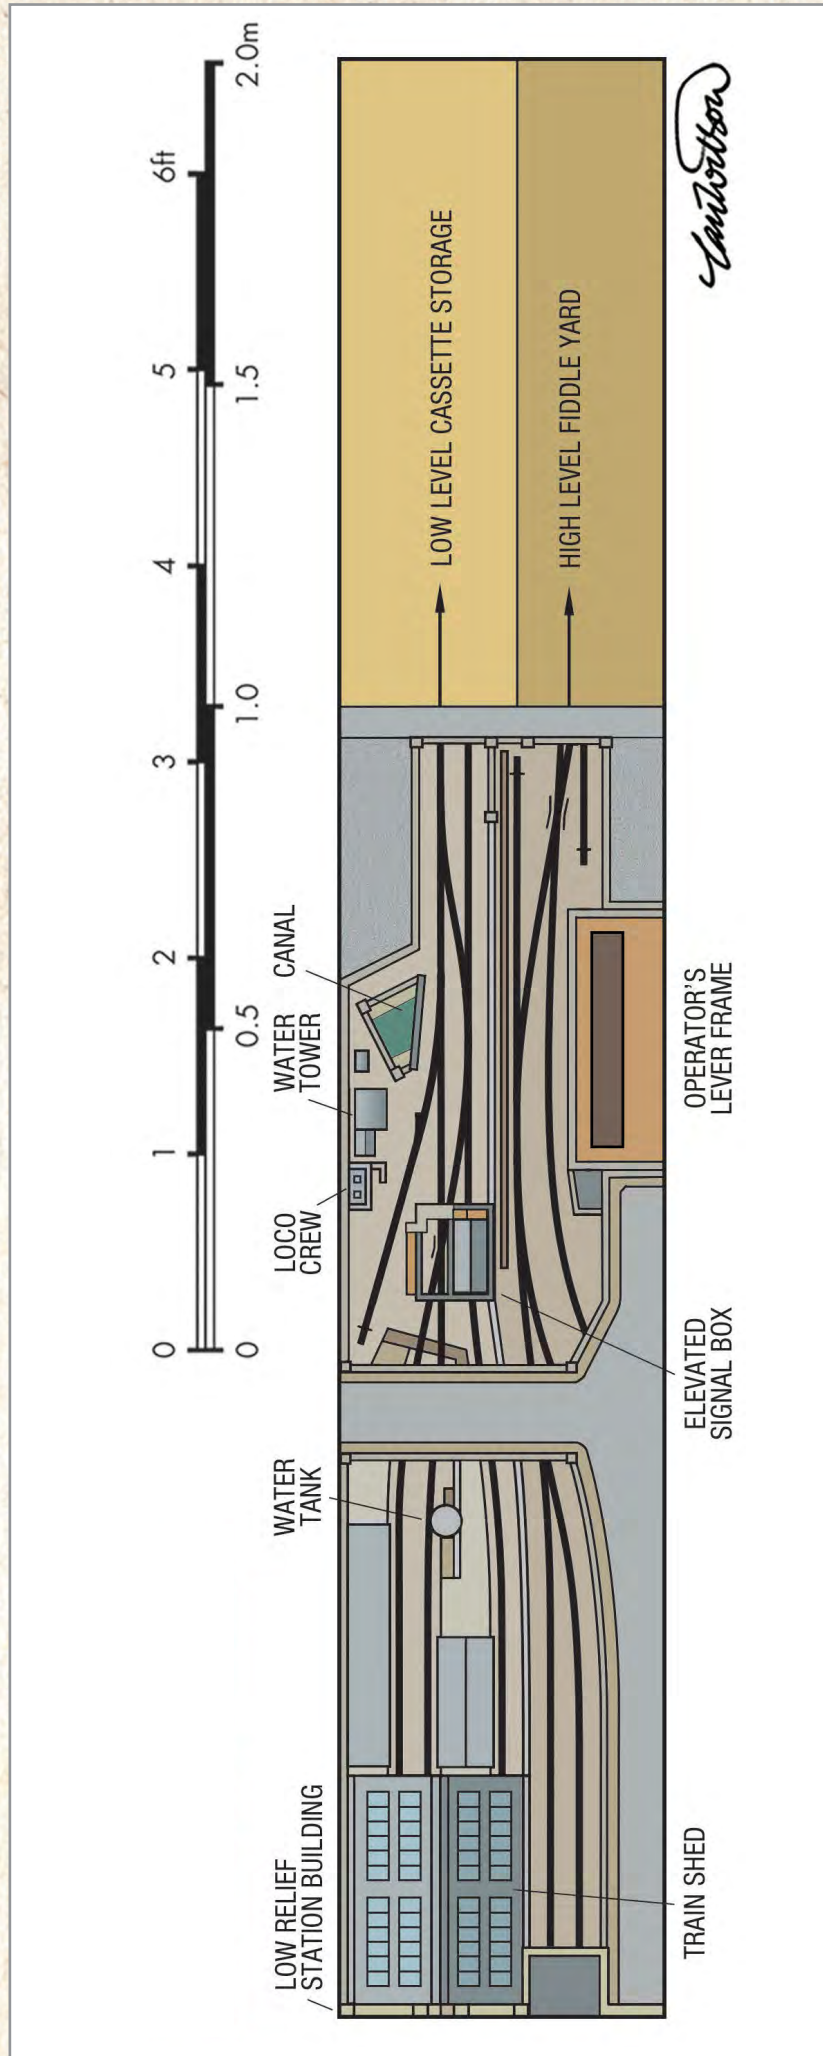 0
1
2
3
4
5
6ft
0
0.5
1.0
1.5
2.0m
LOW RELIEF
STATION BUILDING
WATER
TANK
LOCO
CREW
WATER
TOWER
CANAL
LOW LEVEL CASSETTE STORAGE
HIGH LEVEL FIDDLE YARD
TRAIN SHED
ELEVATED
SIGNAL BOX
OPERATOR'S
LEVER FRAME